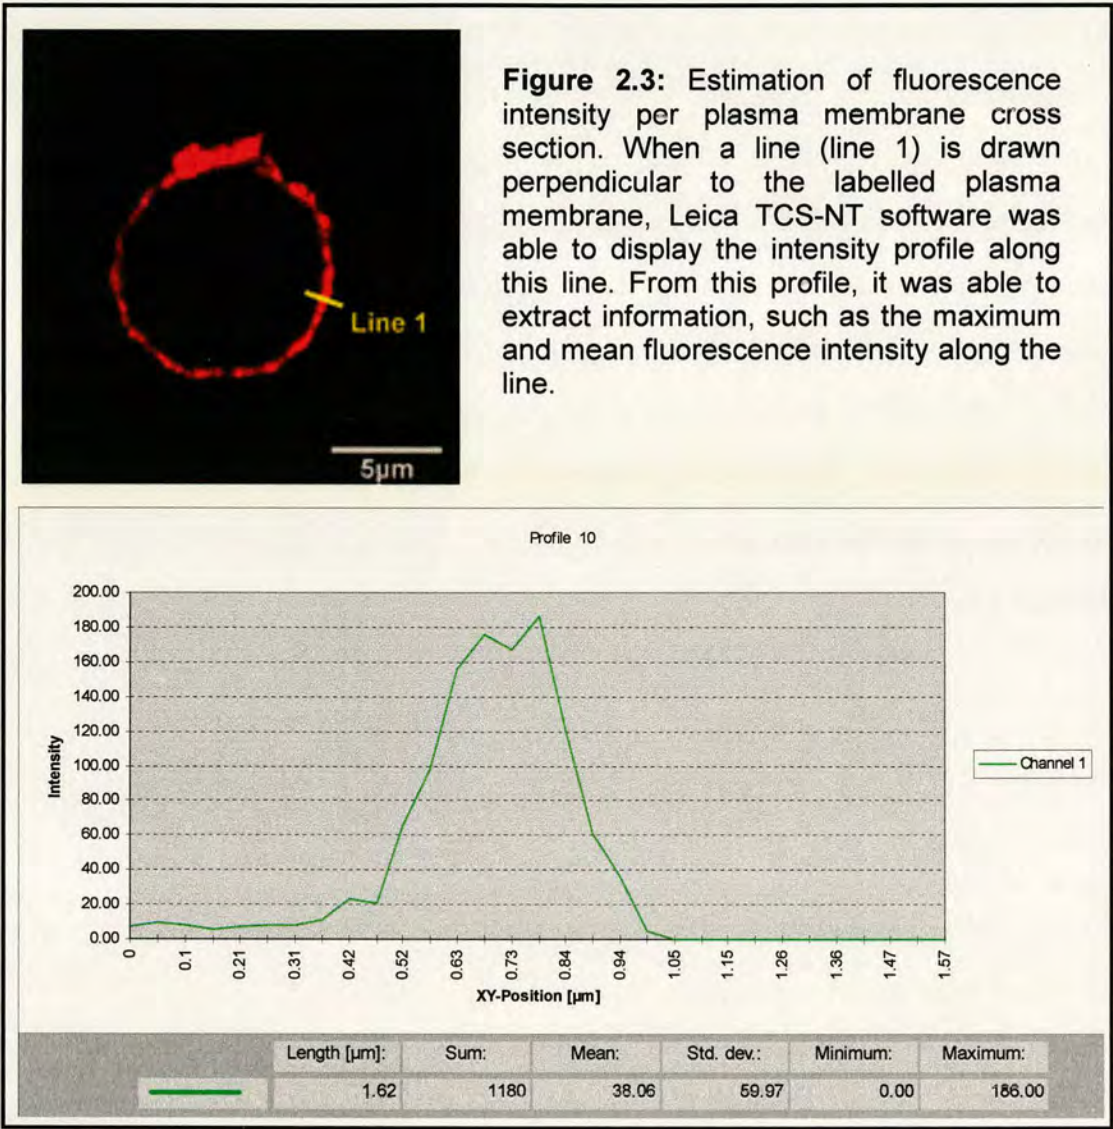 Line 1
5µm
Figure 2.3: Estimation of fluorescence
intensity per plasma membrane cross
section. When a line (line 1) is drawn
perpendicular to the labelled plasma
membrane, Leica TCS-NT software was
able to display the intensity profile along
this line. From this profile, it was able to
extract information, such as the maximum
and mean fluorescence intensity along the
line.
Profile 10
200.00
180.00
160.00
140.00
120.00
100.00
80.00
60.00
40.00
20.00
0.00
Intensity
0 0.1 0.21 0.31 0.42 0.52 0.63 0.73 0.84 0.94 1.05 1.15 1.26 1.36 1.47 1.57
XY-Position [µm]
Channel 1
Length [µm]: Sum: Mean: Std. dev.: Minimum: Maximum:
1.62 1180 38.06 59.97 0.00 186.00